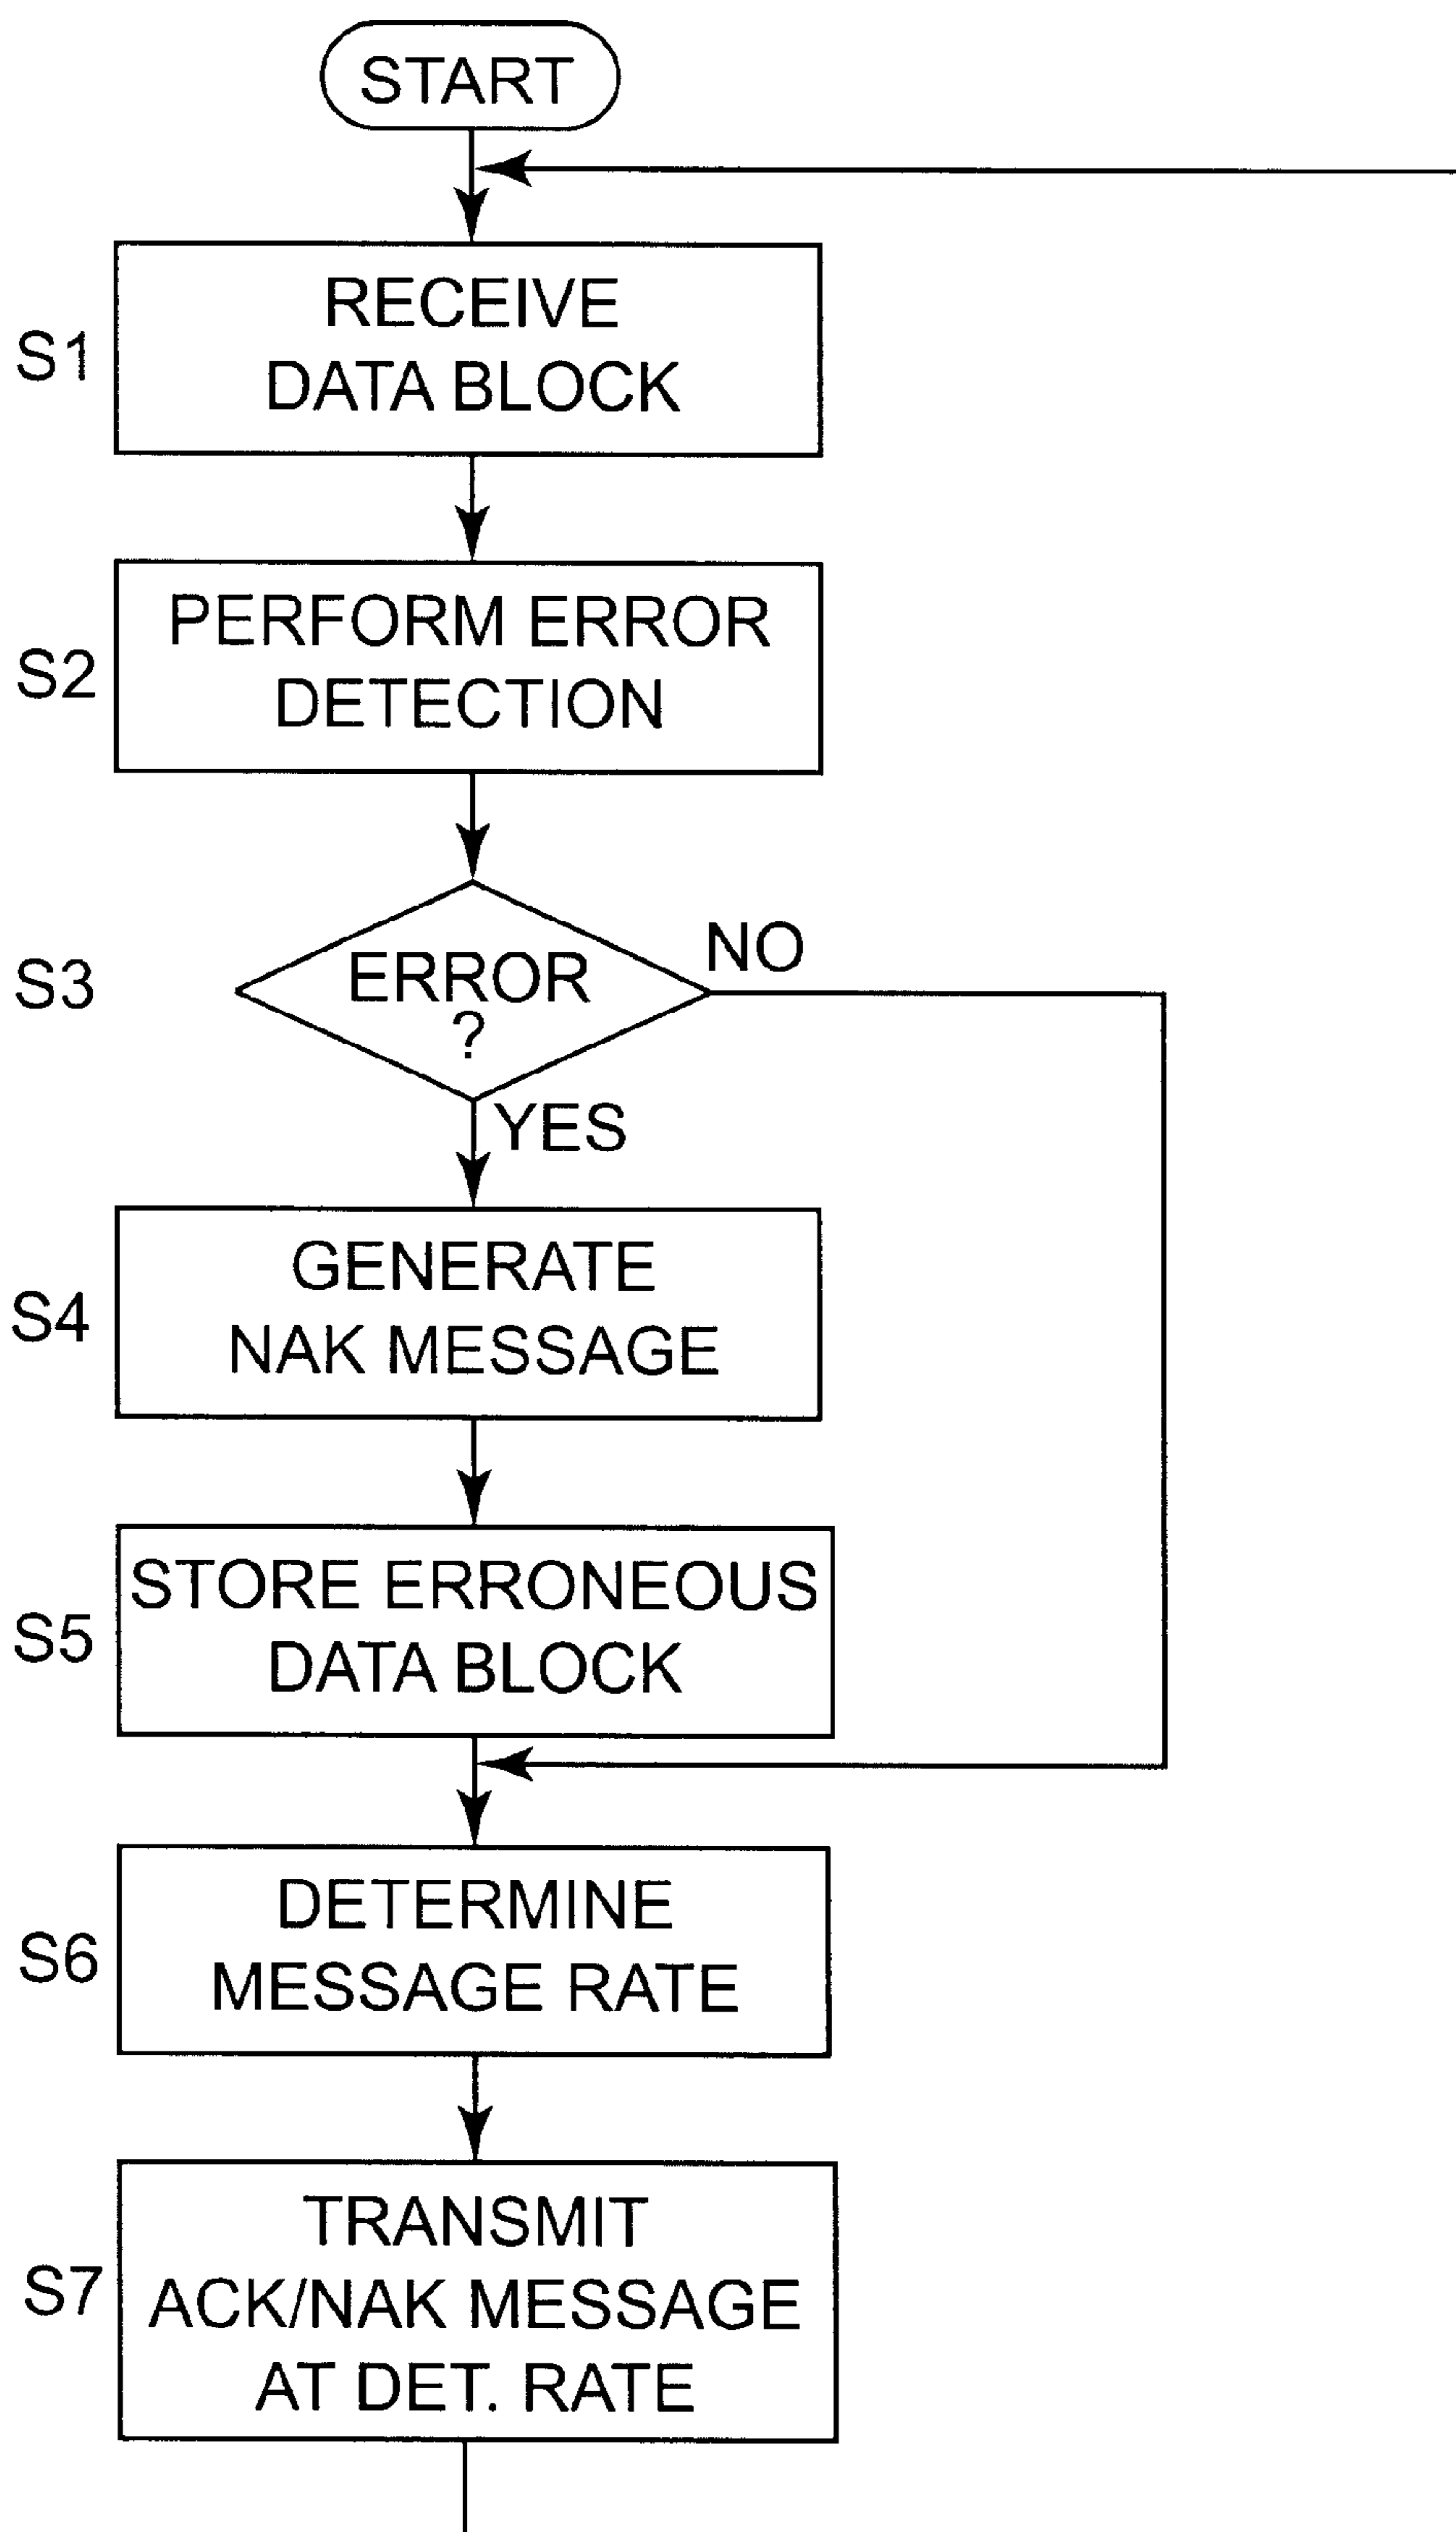 START
S1
RECEIVE
DATA BLOCK
S2
PERFORM ERROR
DETECTION
S3
ERROR
?
NO
YES
S4
GENERATE
NAK MESSAGE
S5
STORE ERRONEOUS
DATA BLOCK
S6
DETERMINE
MESSAGE RATE
S7
TRANSMIT
ACK/NAK MESSAGE
AT DET. RATE